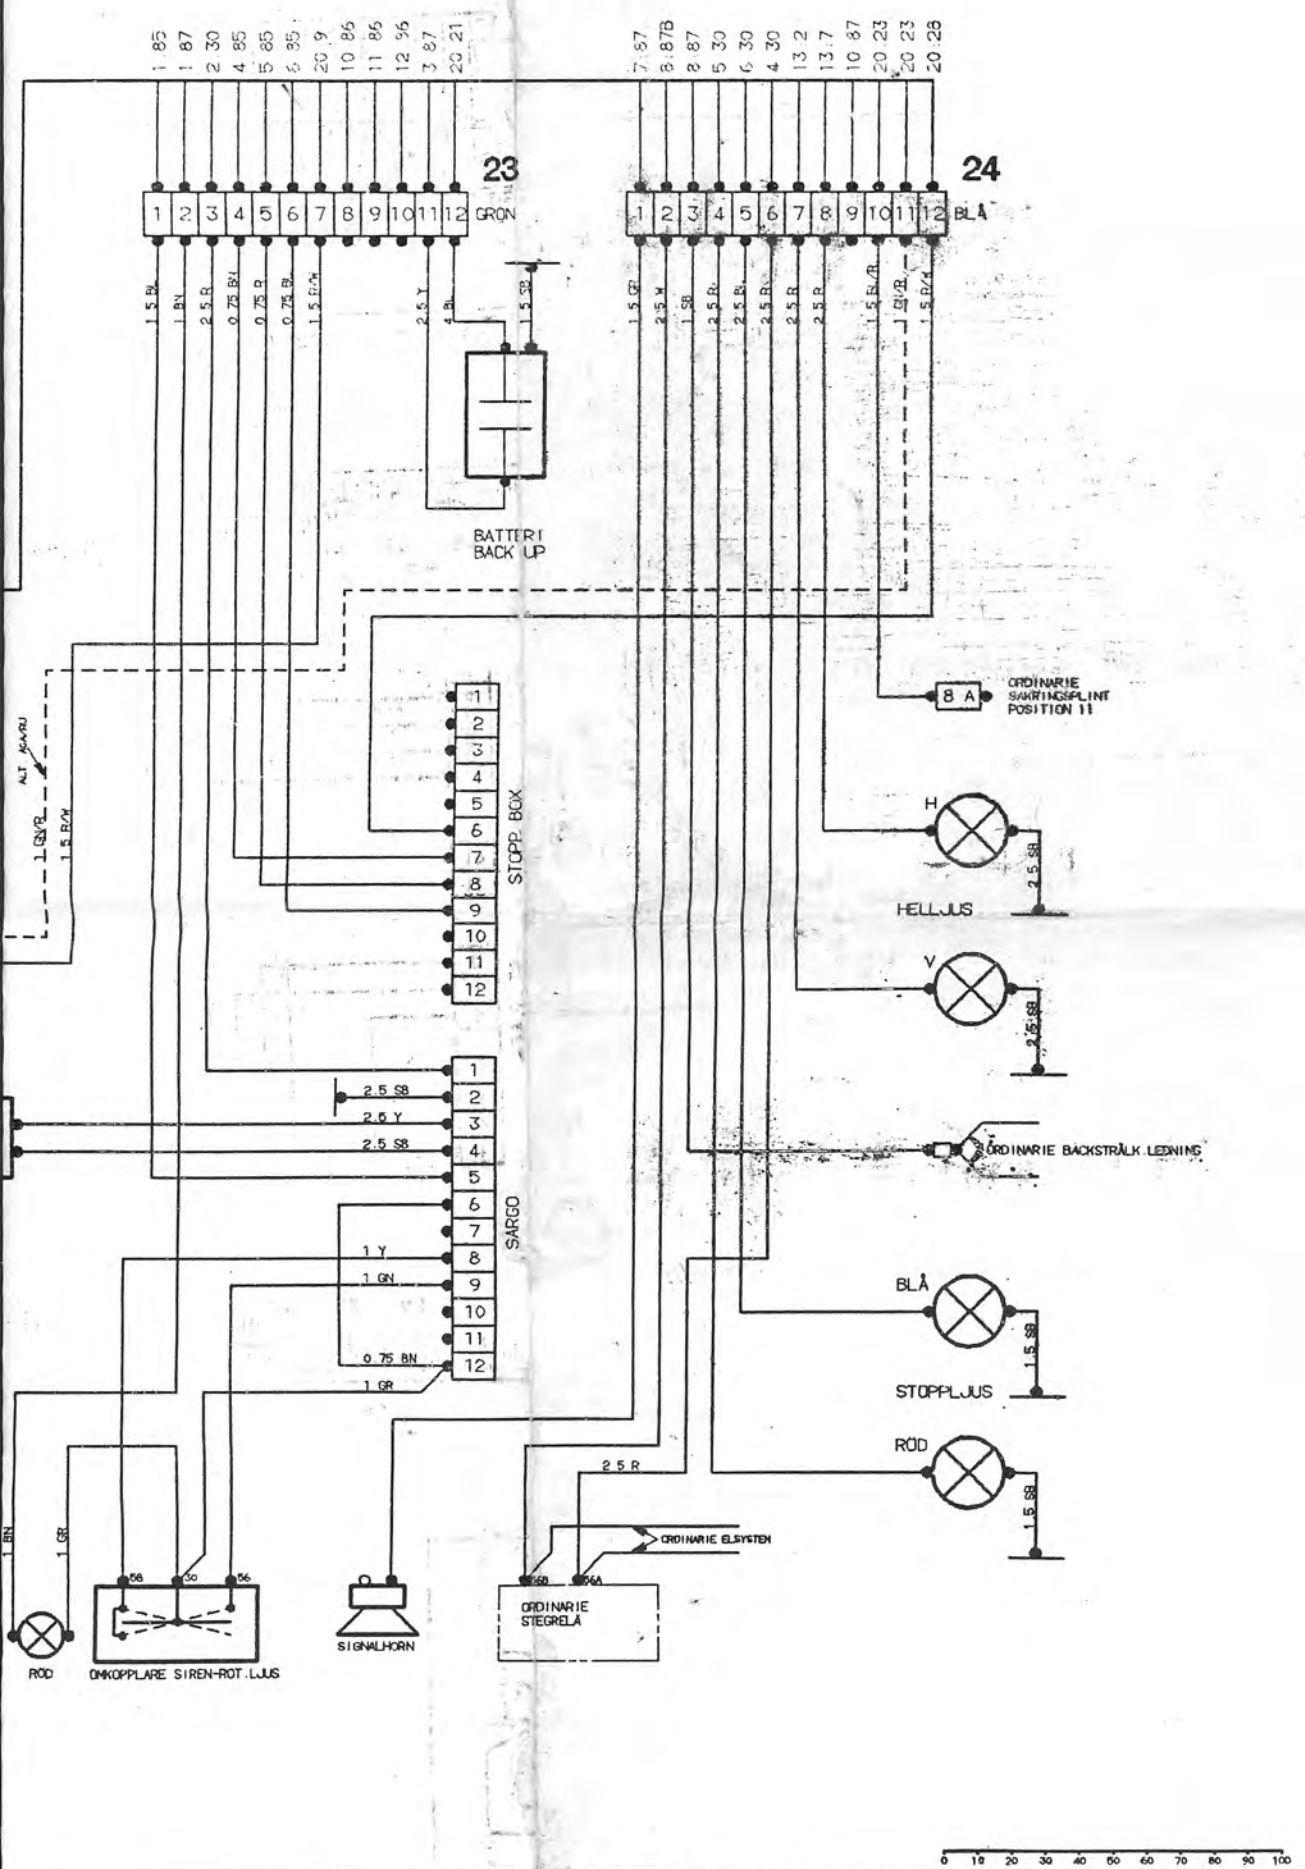 1:85
1 87
2 30
4 85
5 85
6 85
20 9
10 86
11 86
3 87
20 21
7:87
8:87B
8:87
5 30
6 30
4 30
13:2
13:7
10 87
20:23
20 23
20:28
23
24
1 2 3 4 5 6 7 8 9 10 11 12 GRÖN
1 2 3 4 5 6 7 8 9 10 11 12 BLÅ
1 5 BL
1 BN
2 5 R
0 75 BN
0 75 R
0.75 BL
1 5 R/W
2 5 Y
4 BL
1 5 SB
1 5 GR
2 5 W
1 SB
2 5 R
2 5 BL
2.5 R
2 5 R
2 5 R
1.5 BL/R
1 GN/R
1 5 R/W
BATTERI
BACK UP
8 A
ORDINARIE
SÄKRINGSPLINT
POSITION 11
ALT
1 GN/R
1 5 R/W
1
2
3
4
5
6
7
8
9
10
11
12
STOPP BOX
H
2 5 SB
HELLJUS
V
2.5 SB
1
2.5 SB 2
2.5 Y 3
2.5 SB 4
5
6
7
1 Y 8
1 GN 9
10
11
0.75 BN 12
1 GR
SARGO
ORDINARIE BACKSTRÅLK.LEDNING
BLÅ
1.5 SB
STOPPLJUS
RÖD
1.5 SB
2 5 R
ORDINARIE ELSYSTEN
1 BN
1 GR
58 30 56
56B 56A
ORDINARIE
STEGRELÄ
SIGNALHORN
RÖD
OMKOPPLARE SIREN-ROT.LJUS
0 10 20 30 40 50 60 70 80 90 100